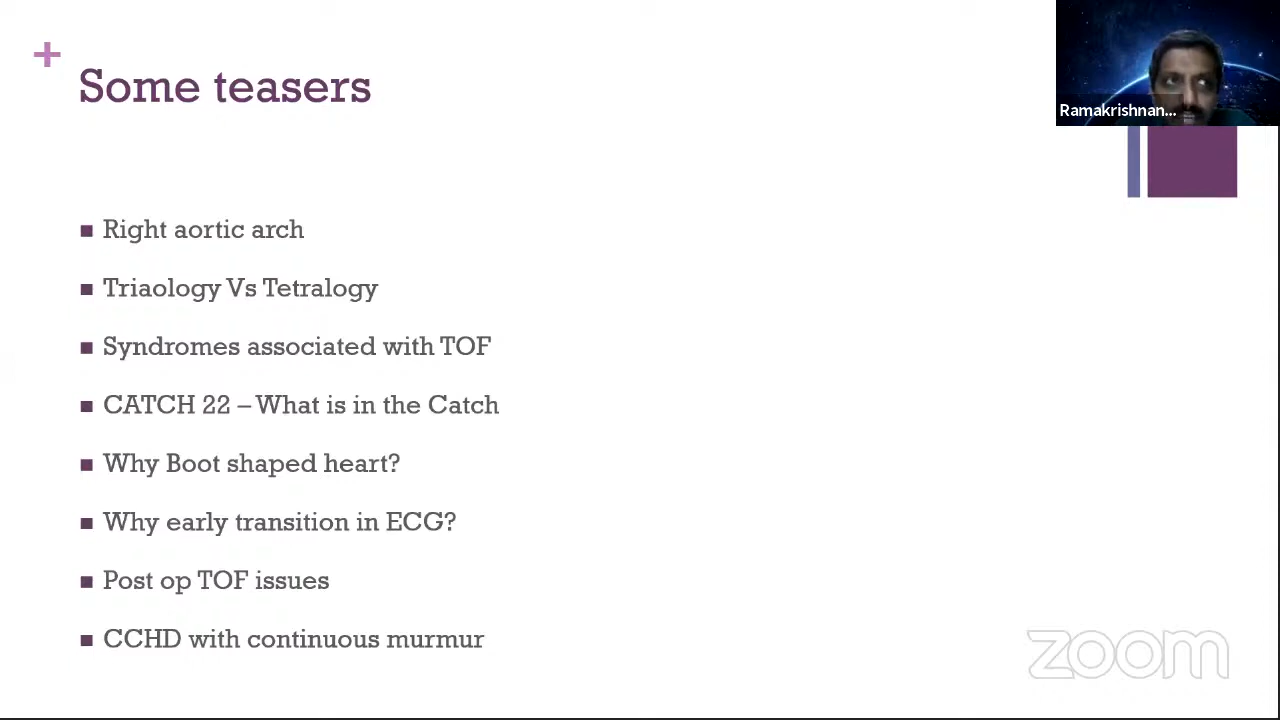 +
Some teasers
Ramakrishnan...
Right aortic arch
Triaology Vs Tetralogy
Syndromes associated with TOF
CATCH 22 – What is in the Catch
Why Boot shaped heart?
Why early transition in ECG?
Post op TOF issues
CCHD with continuous murmur
zoom